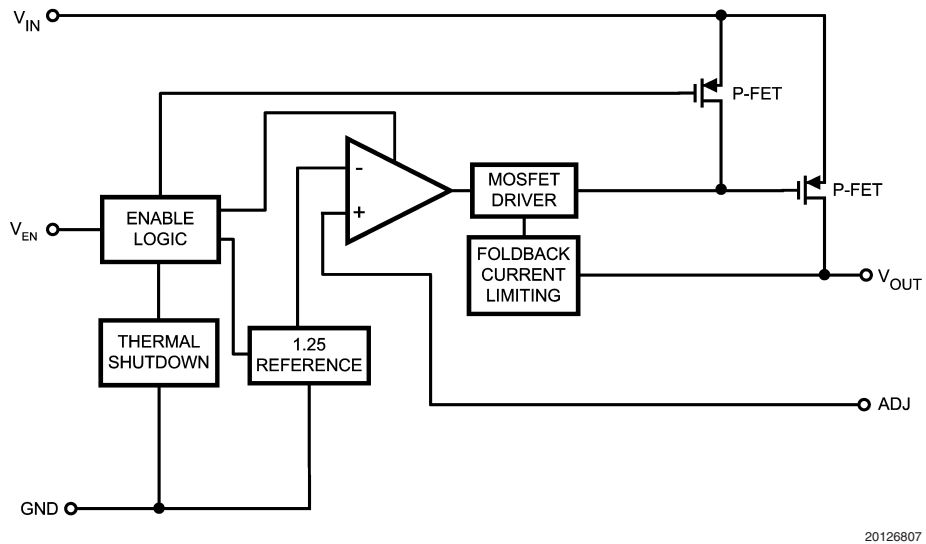 V_IN
P-FET
P-FET
MOSFET
DRIVER
-
+
ENABLE
LOGIC
V_EN
FOLDBACK
CURRENT
LIMITING
V_OUT
THERMAL
SHUTDOWN
1.25
REFERENCE
ADJ
GND
20126807